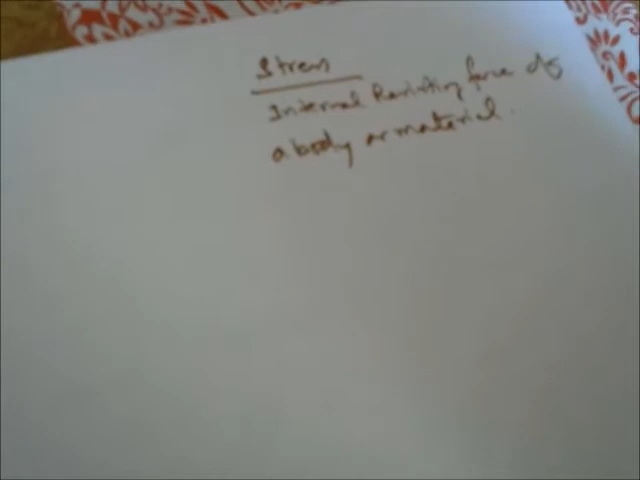 Stress
Internal Resisting force of
a body or material.